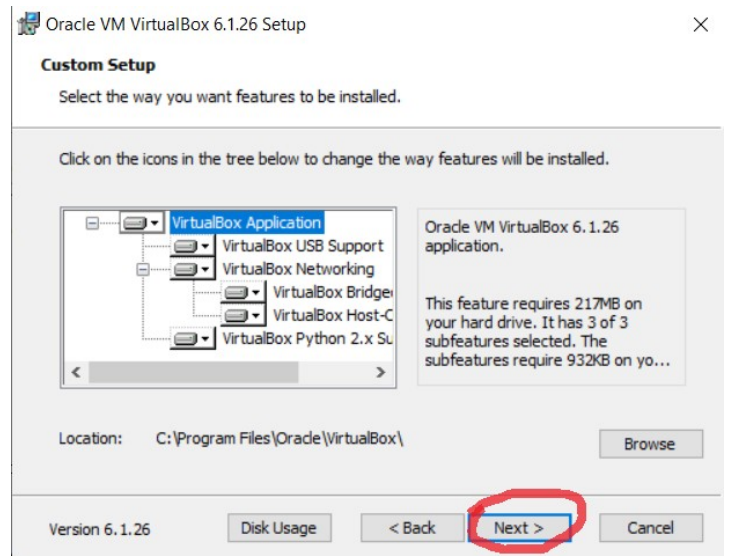 Oracle VM VirtualBox 6.1.26 Setup
Custom Setup
Select the way you want features to be installed.
Click on the icons in the tree below to change the way features will be installed.
VirtualBox Application
VirtualBox USB Support
VirtualBox Networking
VirtualBox Bridge
VirtualBox Host-C
VirtualBox Python 2.x Su
Oracle VM VirtualBox 6.1.26
application.
This feature requires 217MB on
your hard drive. It has 3 of 3
subfeatures selected. The
subfeatures require 932KB on yo...
Location: C:\Program Files\Oracle\VirtualBox\
Browse
Version 6.1.26
Disk Usage
< Back
Next >
Cancel